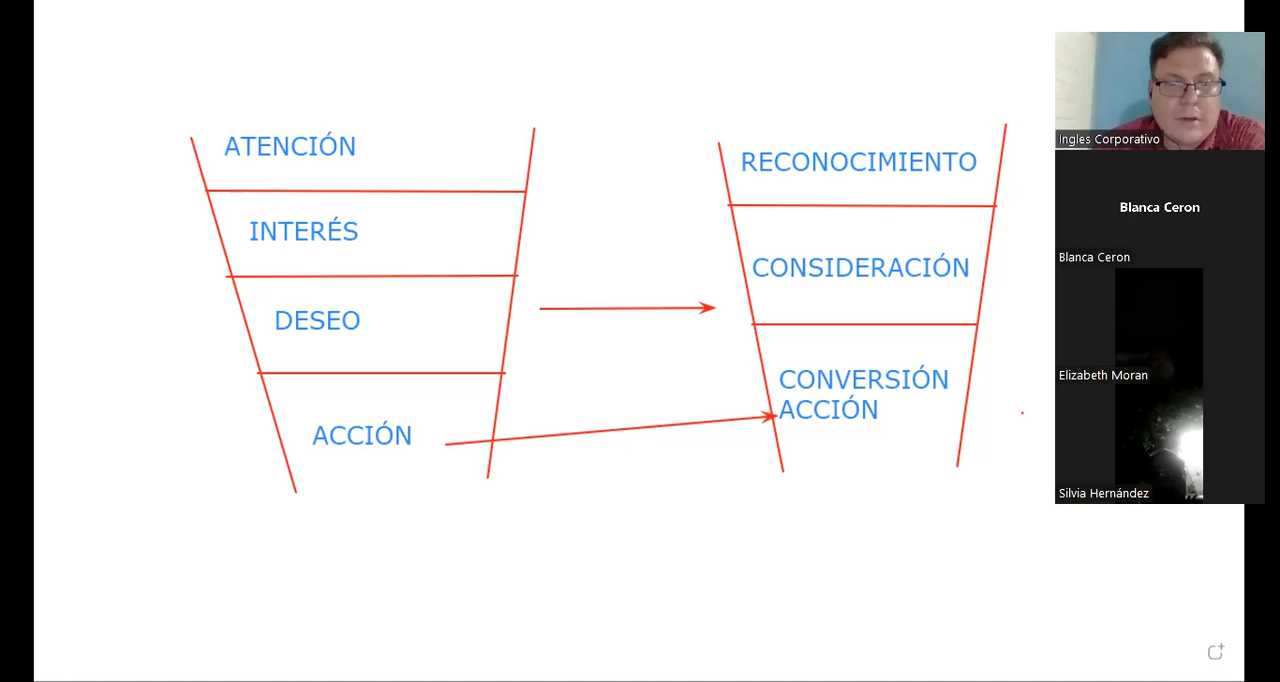 ATENCIÓN
INTERÉS
DESEO
ACCIÓN
RECONOCIMIENTO
CONSIDERACIÓN
CONVERSIÓN
ACCIÓN
Ingles Corporativo
Blanca Ceron
Blanca Ceron
Elizabeth Moran
Silvia Hernández